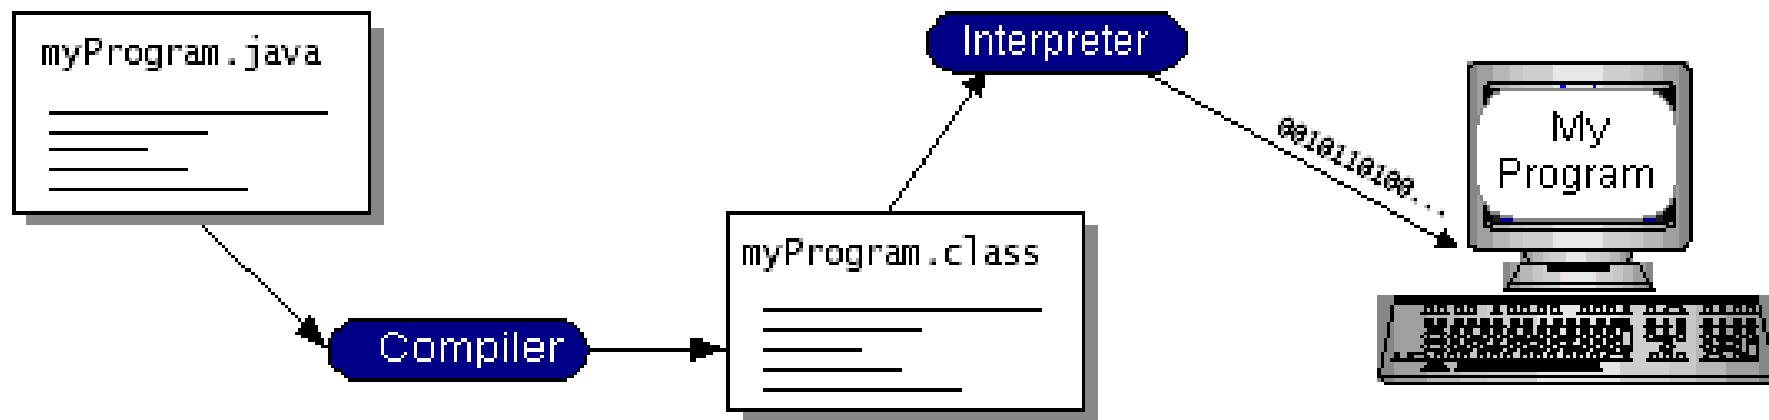 myProgram.java
Compiler
myProgram.class
Interpreter
0010110100...
My
Program